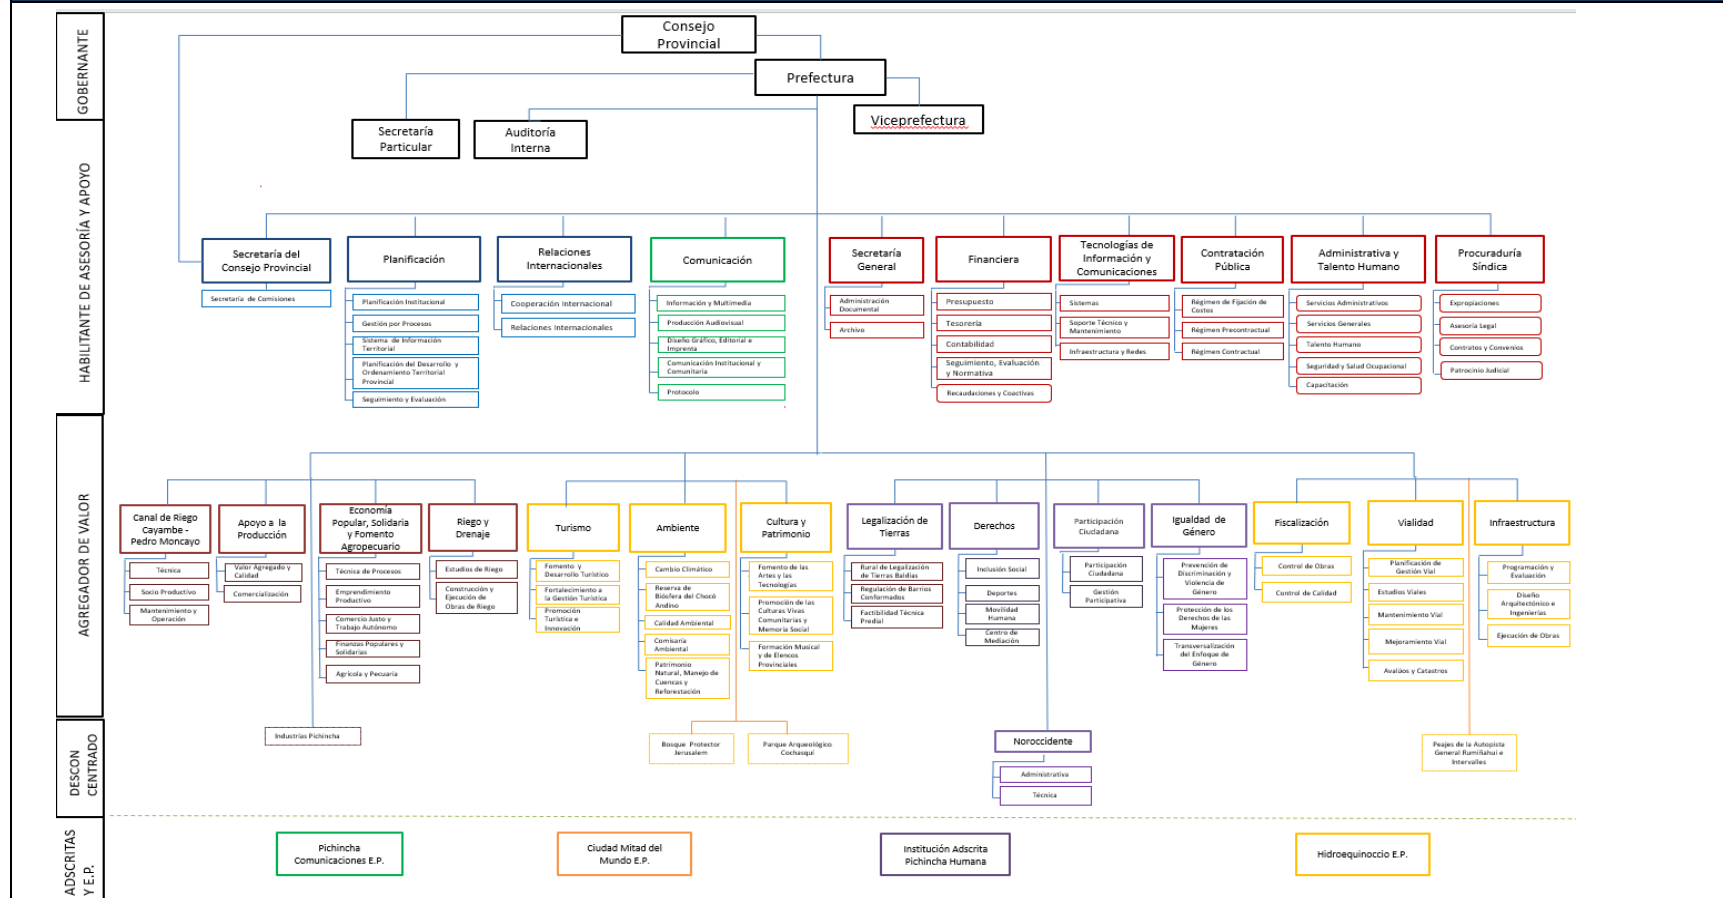 GOBERNANTE
Consejo
Provincial
Prefectura
Viceprefectura
Secretaría
Particular
Auditoría
Interna
HABILITANTE DE ASESORÍA Y APOYO
Secretaría del
Consejo Provincial
Secretaría de Comisiones
Planificación
Planificación Institucional
Gestión por Procesos
Sistema de Información
Territorial
Planificación del Desarrollo y
Ordenamiento Territorial
Provincial
Seguimiento y Evaluación
Relaciones
Internacionales
Cooperación Internacional
Relaciones Internacionales
Comunicación
Información y Multimedia
Producción Audiovisual
Diseño Gráfico, Editorial e
Imprenta
Comunicación Institucional y
Comunitaria
Protocolo
Secretaría
General
Administración
Documental
Archivo
Financiera
Presupuesto
Tesorería
Contabilidad
Seguimiento, Evaluación
y Normativa
Recaudaciones y Coactivas
Tecnologías de
Información y
Comunicaciones
Sistemas
Soporte Técnico y
Mantenimiento
Infraestructura y Redes
Contratación
Pública
Régimen de Fijación de
Costos
Régimen Precontractual
Régimen Contractual
Administrativa y
Talento Humano
Servicios Administrativos
Servicios Generales
Talento Humano
Seguridad y Salud Ocupacional
Capacitación
Procuraduría
Síndica
Expropiaciones
Asesoría Legal
Contratos y Convenios
Patrocinio Judicial
AGREGADOR DE VALOR
Canal de Riego
Cayambe -
Pedro Moncayo
Técnica
Socio Productivo
Mantenimiento y
Operación
Apoyo a la
Producción
Valor Agregado y
Calidad
Comercialización
Economía
Popular, Solidaria
y Fomento
Agropecuario
Técnica de Procesos
Emprendimiento
Productivo
Comercio Justo y
Trabajo Autónomo
Finanzas Populares y
Solidarias
Agrícola y Pecuaria
Riego y
Drenaje
Estudios de Riego
Construcción y
Ejecución de
Obras de Riego
Turismo
Fomento y
Desarrollo Turístico
Fortalecimiento a
la Gestión Turística
Promoción
Turística e
Innovación
Ambiente
Cambio Climático
Reserva de
Biósfera del Chocó
Andino
Calidad Ambiental
Comisaría
Ambiental
Patrimonio
Natural, Manejo de
Cuencas y
Reforestación
Cultura y
Patrimonio
Fomento de las
Artes y las
Tecnologías
Promoción de las
Culturas Vivas
Comunitarias y
Memoria Social
Formación Musical
y de Elencos
Provinciales
Legalización de
Tierras
Rural de Legalización
de Tierras Baldías
Regulación de Barrios
Conformados
Factibilidad Técnica
Predial
Derechos
Inclusión Social
Deportes
Movilidad
Humana
Centro de
Mediación
Participación
Ciudadana
Participación
Ciudadana
Gestión
Participativa
Igualdad de
Género
Prevención de
Discriminación y
Violencia de
Género
Protección de los
Derechos de las
Mujeres
Transversalización
del Enfoque de
Género
Fiscalización
Control de Obras
Control de Calidad
Vialidad
Planificación de
Gestión Vial
Estudios Viales
Mantenimiento Vial
Mejoramiento Vial
Avalúos y Catastros
Infraestructura
Programación y
Evaluación
Diseño
Arquitectónico e
Ingenierías
Ejecución de Obras
DESCON
CENTRADO
Industrias Pichincha
Bosque Protector
Jerusalem
Parque Arqueológico
Cochasquí
Noroccidente
Administrativa
Técnica
Peajes de la Autopista
General Rumiñahui e
Intervalles
ADSCRITAS
Y E.P.
Pichincha
Comunicaciones E.P.
Ciudad Mitad del
Mundo E.P.
Institución Adscrita
Pichincha Humana
Hidroequinoccio E.P.